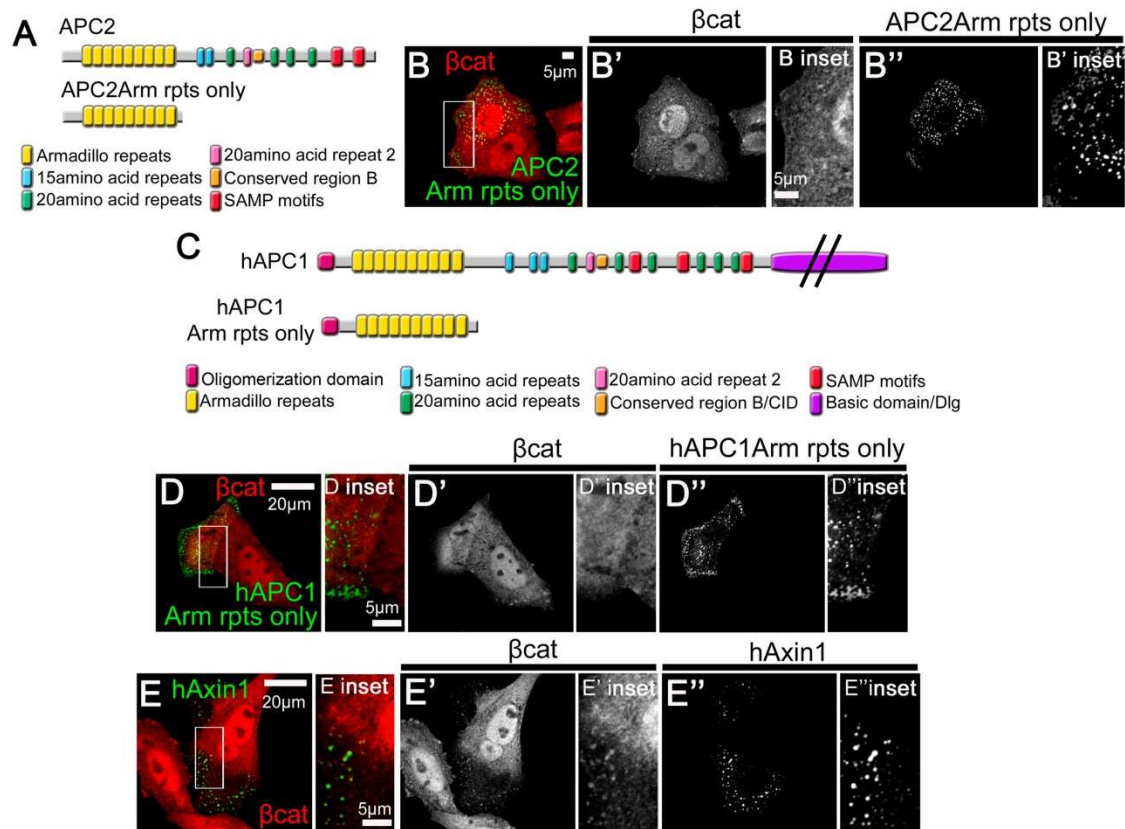 A
APC2
APC2Arm rpts only
Armadillo repeats
15amino acid repeats
20amino acid repeats
20amino acid repeat 2
Conserved region B
SAMP motifs
βcat
APC2Arm rpts only
B
βcat
5µm
APC2
Arm rpts only
B'
B inset
5µm
B''
B' inset
C
hAPC1
hAPC1
Arm rpts only
Oligomerization domain
Armadillo repeats
15amino acid repeats
20amino acid repeats
20amino acid repeat 2
Conserved region B/CID
SAMP motifs
Basic domain/Dlg
βcat
hAPC1Arm rpts only
D
βcat
20µm
hAPC1
Arm rpts only
D inset
5µm
D'
D' inset
D''
D''inset
βcat
hAxin1
E
hAxin1
20µm
βcat
E inset
5µm
E'
E' inset
E''
E''inset